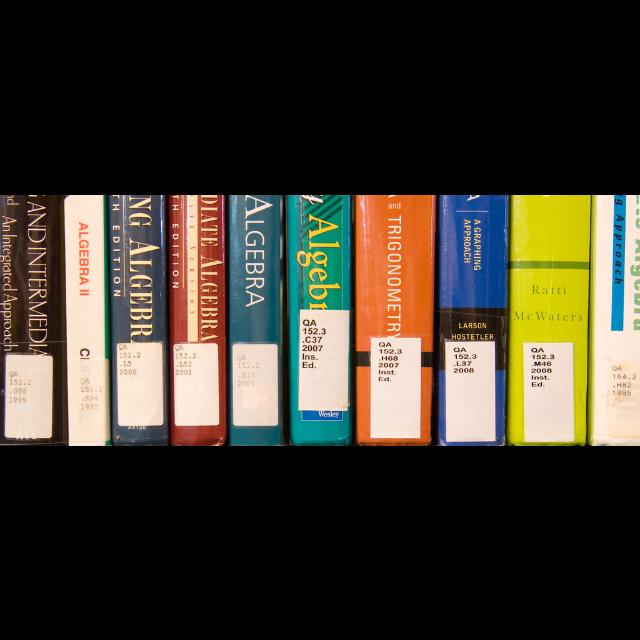 AND INTERMEDIA
An Integrated Approach
QA
152.2
1999
ALGEBRA II
QA
152.2
1995
NG ALGEBR
TH EDITION
QA
152.2
.L5
2000
DIATE ALGEBRA
TH EDITION
QA
152.2
.L52
2001
ALGEBRA
QA
152.2
2001
Algebr
QA
152.3
.C37
2007
Ins.
Ed.
Wesley
and TRIGONOMETRY
QA
152.3
.H68
2007
Inst.
Ed.
A GRAPHING
APPROACH
LARSON
HOSTETLER
QA
152.3
.L37
2008
Ratti
McWaters
QA
152.3
.M46
2008
Inst.
Ed.
g Approach
QA
154.2
.H82
1995